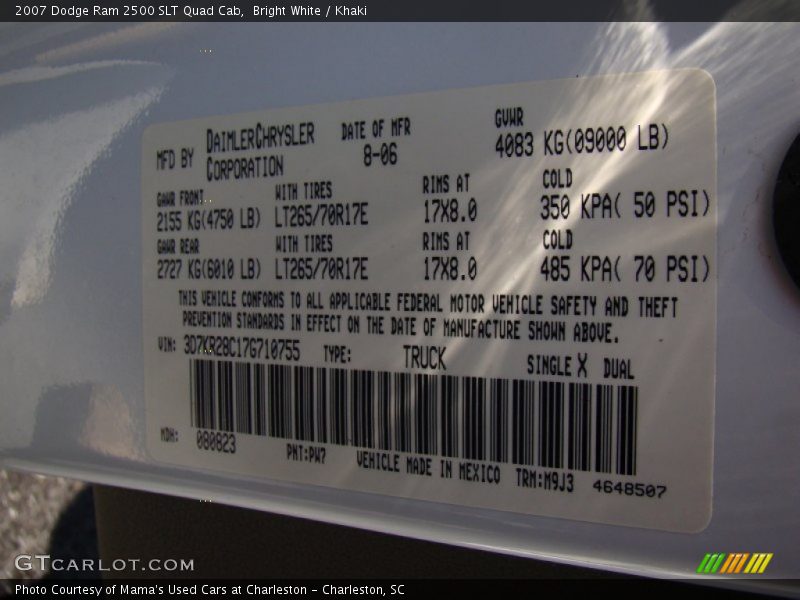 2007 Dodge Ram 2500 SLT Quad Cab,  Bright White / Khaki
MFD BY DAIMLERCHRYSLER CORPORATION
DATE OF MFR 8-06
GVWR 4083 KG(09000 LB)
GAWR FRONT WITH TIRES RIMS AT COLD
2155 KG(4750 LB) LT265/70R17E 17X8.0 350 KPA( 50 PSI)
GAWR REAR WITH TIRES RIMS AT COLD
2727 KG(6010 LB) LT265/70R17E 17X8.0 485 KPA( 70 PSI)
THIS VEHICLE CONFORMS TO ALL APPLICABLE FEDERAL MOTOR VEHICLE SAFETY AND THEFT
PREVENTION STANDARDS IN EFFECT ON THE DATE OF MANUFACTURE SHOWN ABOVE.
VIN: 3D7KR28C17G710755 TYPE: TRUCK SINGLE X DUAL
MDH: 080823 PNT:PW7 VEHICLE MADE IN MEXICO TRM:M9J3 4648507
GTCARLOT.COM
Photo Courtesy of Mama's Used Cars at Charleston - Charleston, SC